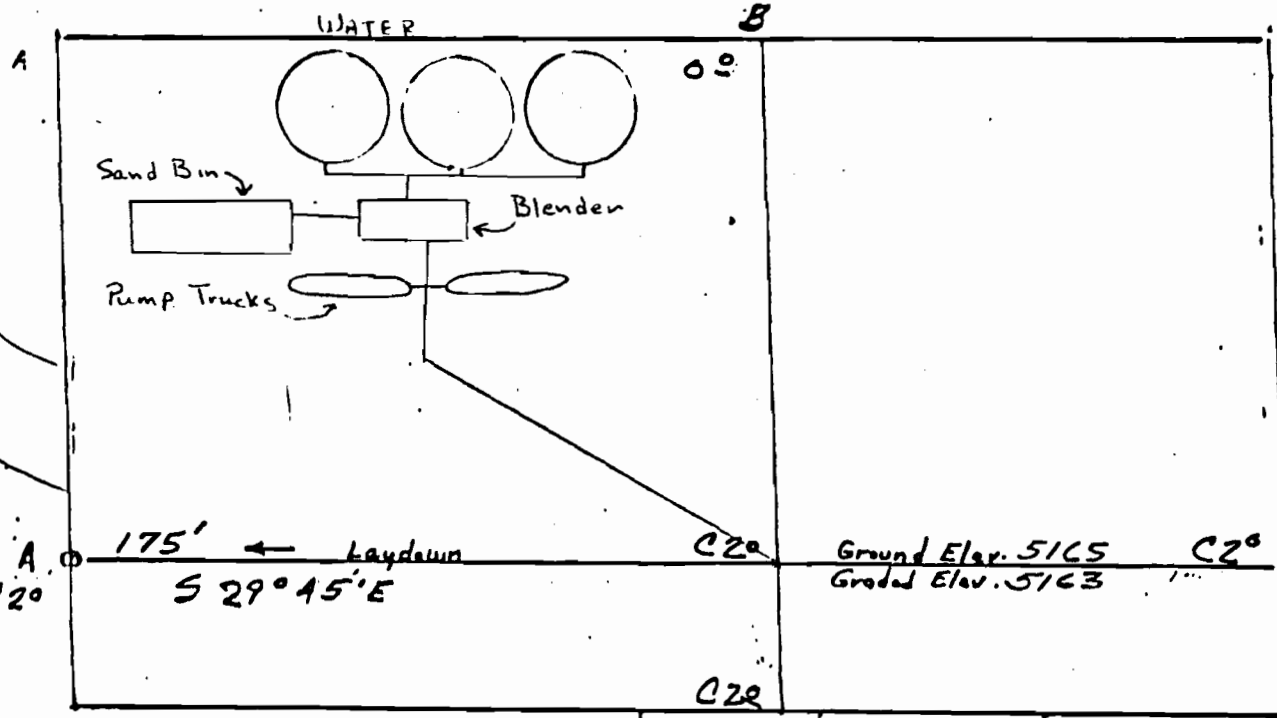 WATER
B
A
0°
Sand Bin
Blender
Pump Trucks
A
175'
Laydown
C2°
Ground Elev. 5165
C2°
S 29° 45' E
Graded Elev. 5163
C2°